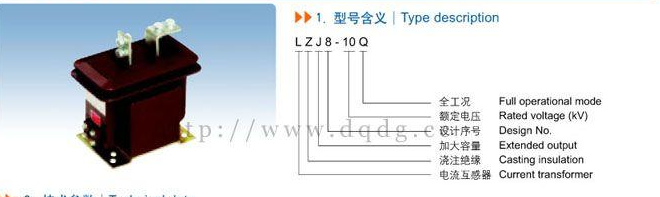 1. 型号含义 | Type description
L Z J 8 - 10 Q
全工况 Full operational mode
额定电压 Rated voltage (kV)
设计序号 Design No.
加大容量 Extended output
浇注绝缘 Casting insulation
电流互感器 Current transformer
tp://www.dqdg.com